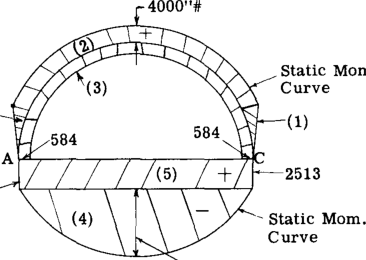 4000"#
(2)
+
(3)
Static Mom.
Curve
(1)
584
584
A
C
(5)
+
2513
(4)
−
Static Mom.
Curve